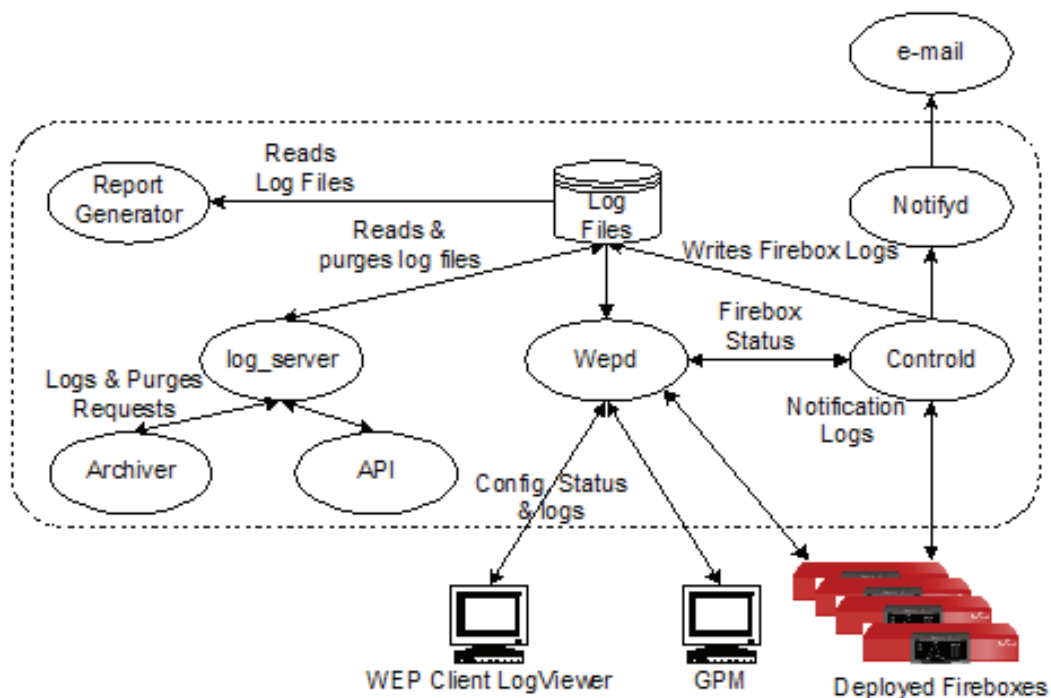 e-mail
Reads
Log Files
Report
Generator
Log
Files
Notifyd
Reads &
purges log files
Writes Firebox Logs
Firebox
Status
log_server
Wepd
Controld
Logs & Purges
Requests
Notification
Logs
Archiver
API
Config, Status
& logs
WEP Client LogViewer
GPM
Deployed Fireboxes